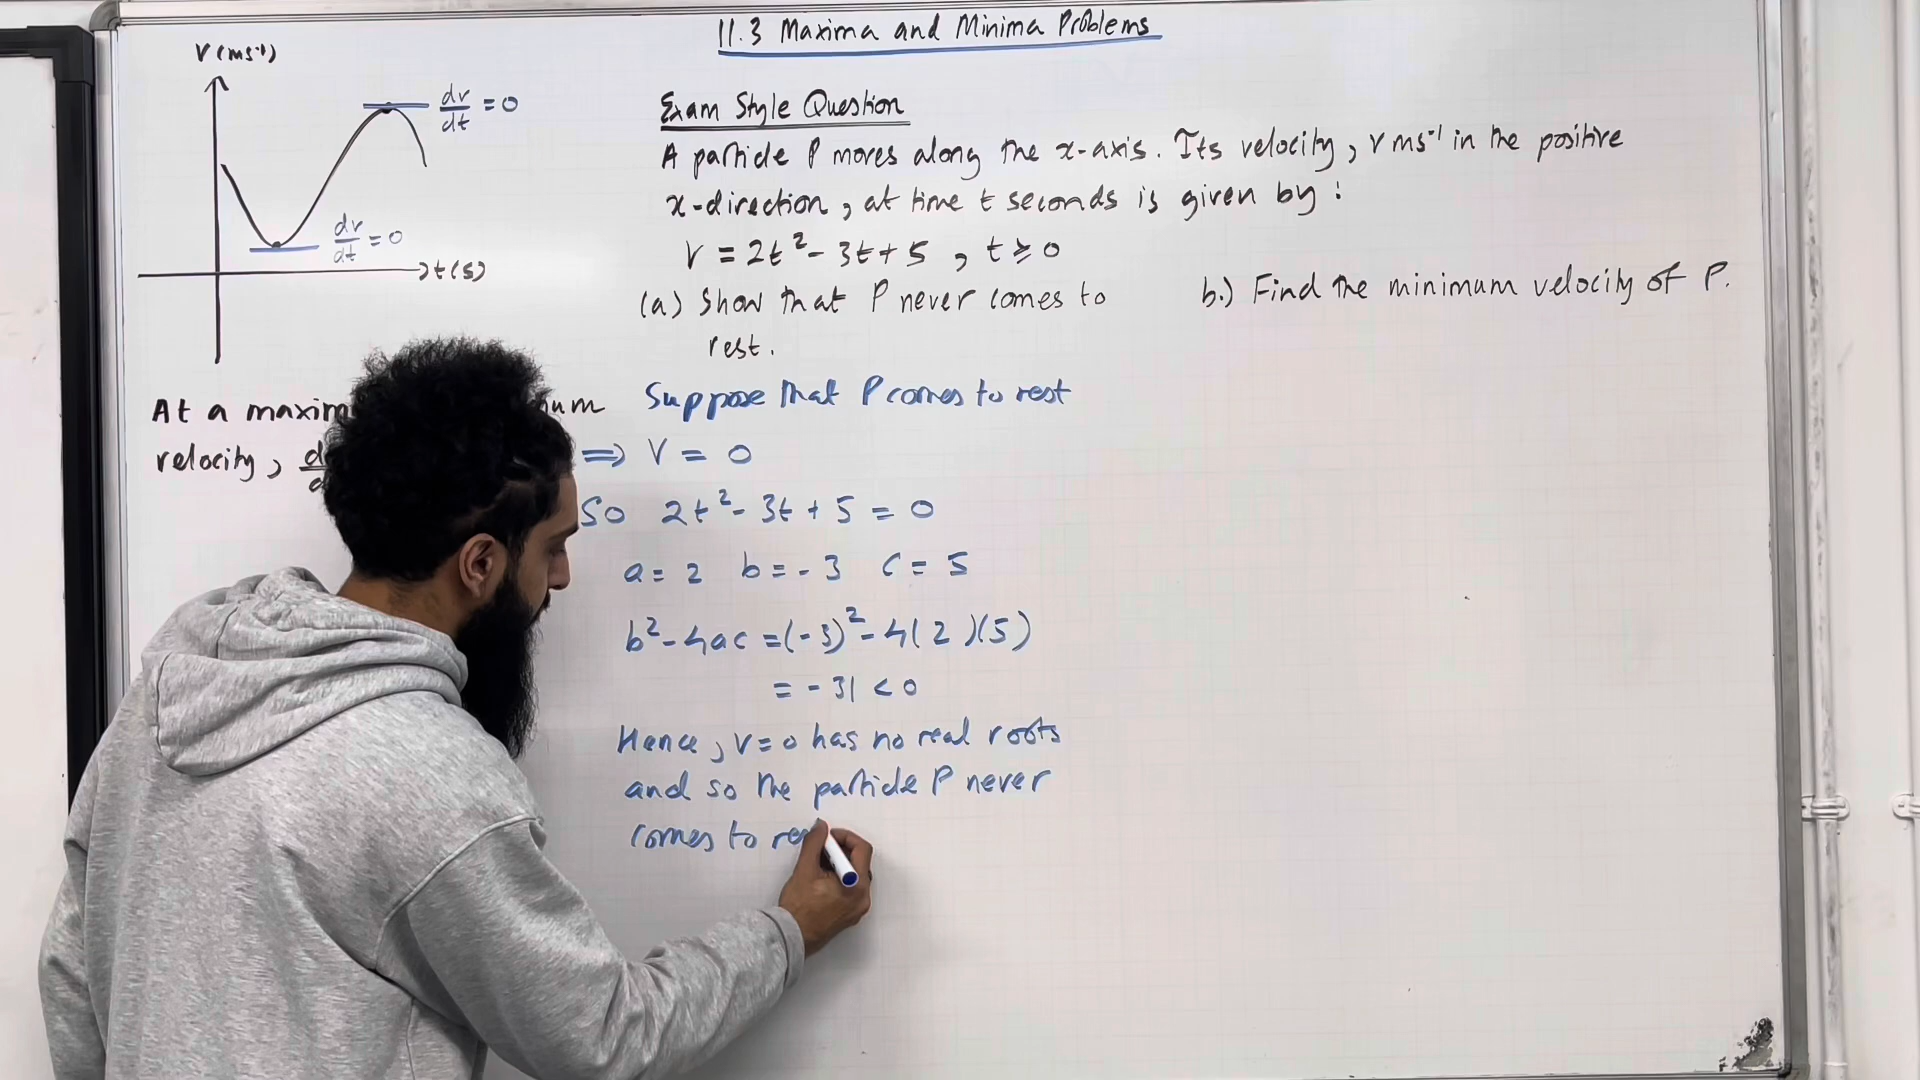 11.3 Maxima and Minima Problems
V (ms⁻¹)
dv/dt = 0
dv/dt = 0
t(s)
At a maxim
num
velocity,
Exam Style Question
A particle P moves along the x-axis. Its velocity, v ms⁻¹ in the positive
x-direction, at time t seconds is given by:
V = 2t² - 3t + 5 , t ≥ 0
(a) Show that P never comes to
rest.
b.) Find the minimum velocity of P.
Suppose that P comes to rest
⇒ V = 0
So 2t² - 3t + 5 = 0
a = 2 b = -3 c = 5
b² - 4ac = (-3)² - 4(2)(5)
= -31 < 0
Hence, v=0 has no real roots
and so the particle P never
comes to res